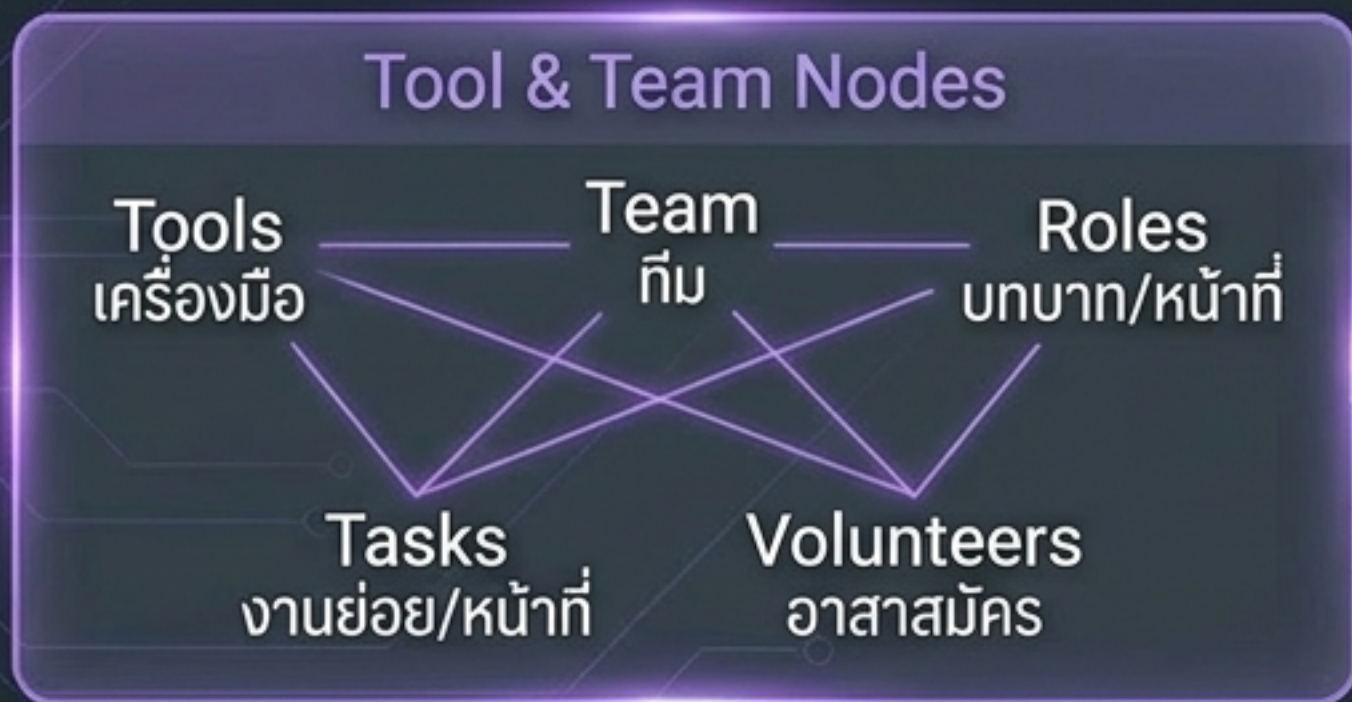 Tool & Team Nodes
Tools
เครื่องมือ
Team
ทีม
Roles
บทบาท/หน้าที่
Tasks
งานย่อย/หน้าที่
Volunteers
อาสาสมัคร